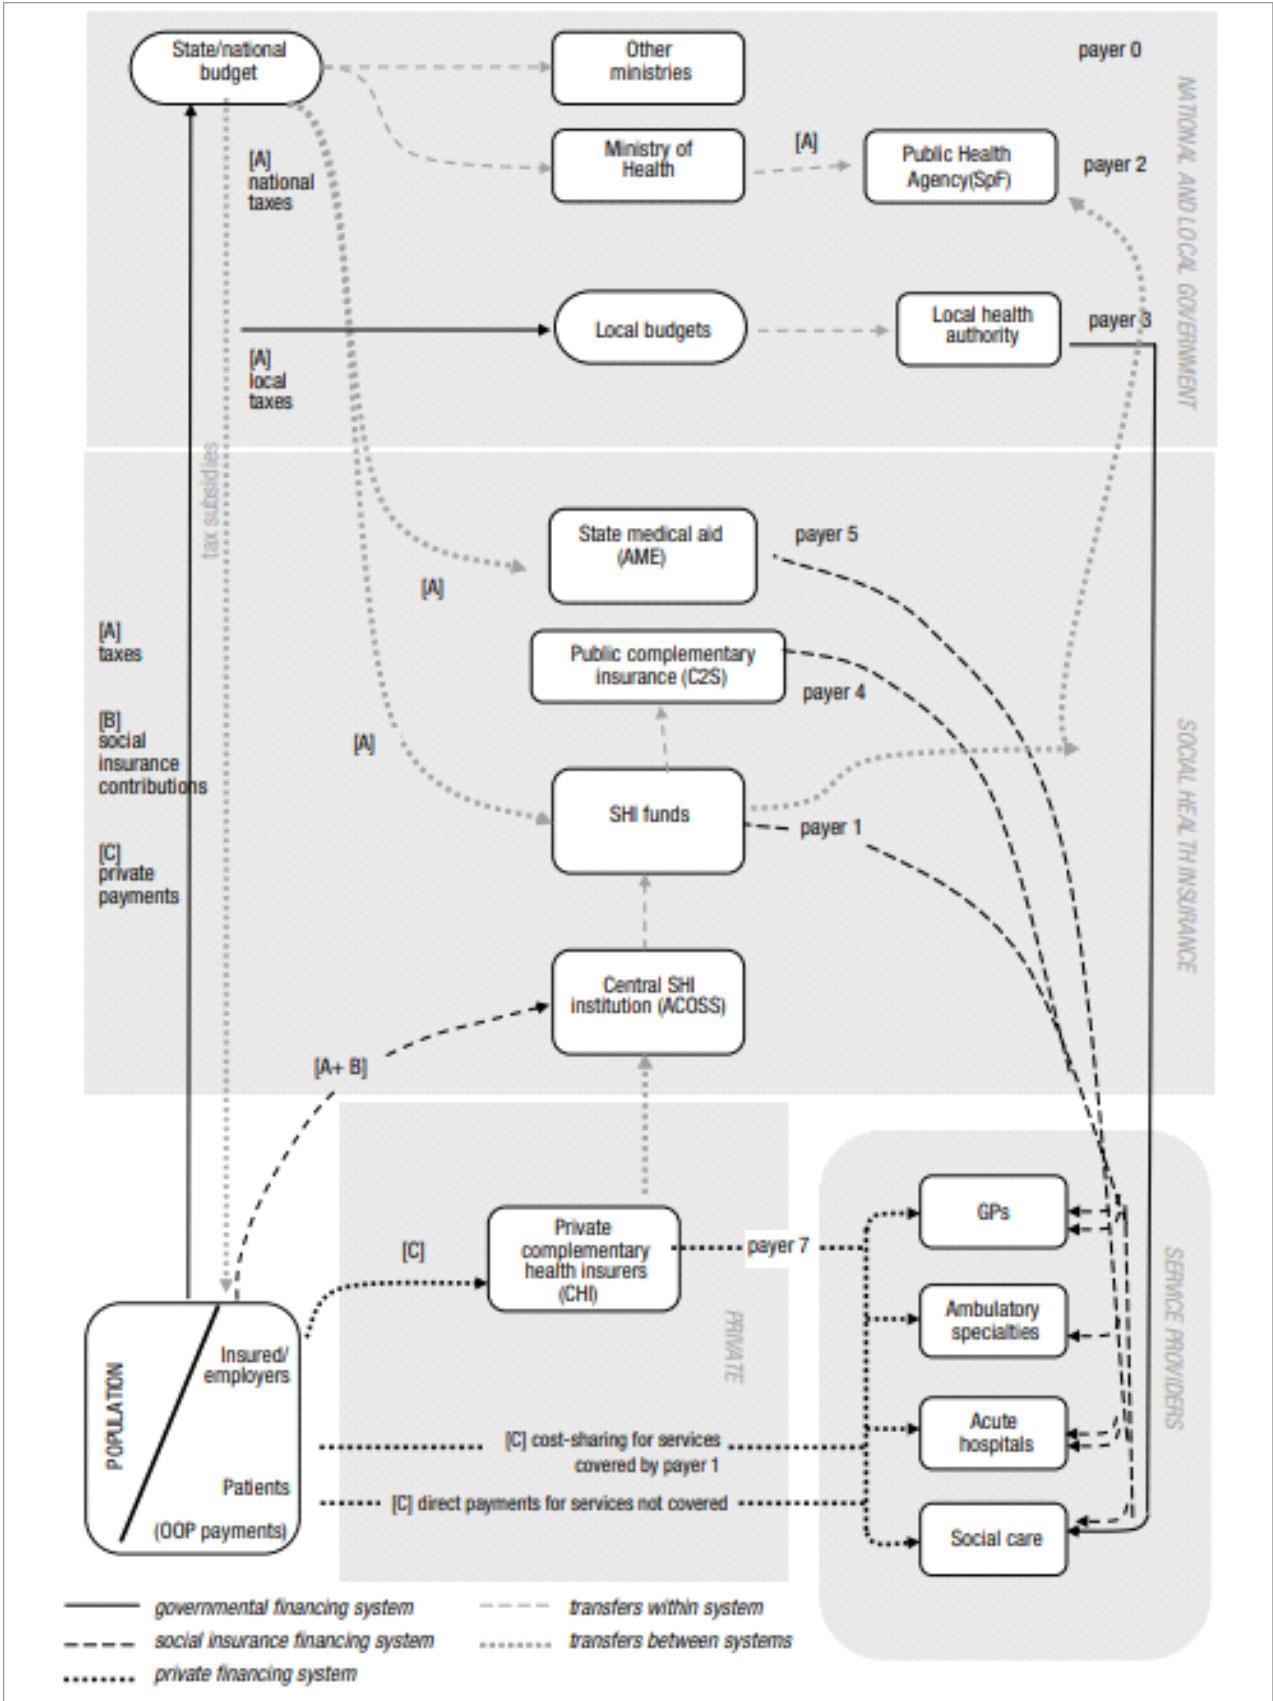 State/national
budget
Other
ministries
payer 0
Ministry of
Health
[A]
Public Health
Agency(SpF)
payer 2
[A]
national
taxes
NATIONAL AND LOCAL GOVERNMENT
Local budgets
Local health
authority
payer 3
[A]
local
taxes
tax subsidies
State medical aid
(AME)
payer 5
[A]
[A]
taxes
Public complementary
insurance (C2S)
payer 4
[B]
social
insurance
contributions
[A]
SOCIAL HEALTH INSURANCE
SHI funds
payer 1
[C]
private
payments
Central SHI
institution (ACOSS)
[A+ B]
Private
complementary
health insurers
(CHI)
[C]
payer 7
GPs
SERVICE PROVIDERS
Ambulatory
specialties
PRIVATE
POPULATION
Insured/
employers
Acute
hospitals
[C] cost-sharing for services
covered by payer 1
Patients
[C] direct payments for services not covered
(OOP payments)
Social care
governmental financing system
transfers within system
social insurance financing system
transfers between systems
private financing system